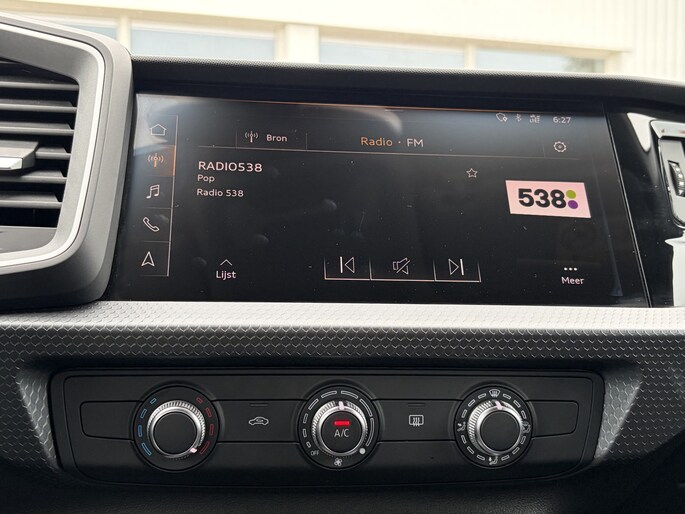 6:27
Bron
Radio · FM
RADIO538
Pop
Radio 538
538
Lijst
Meer
A/C
OFF